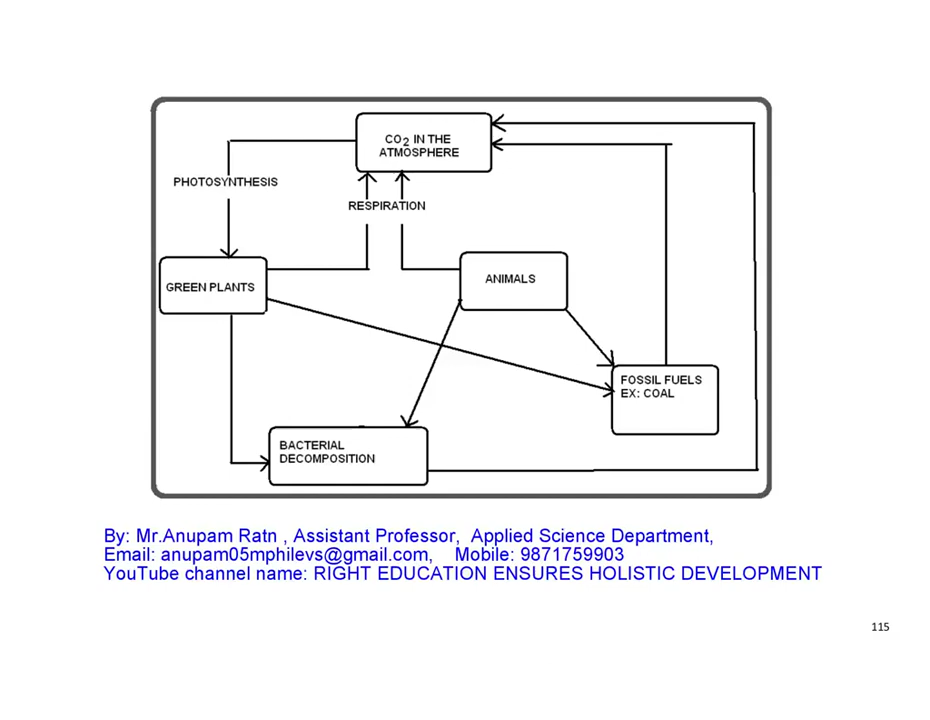 CO2 IN THE
ATMOSPHERE
PHOTOSYNTHESIS
RESPIRATION
GREEN PLANTS
ANIMALS
FOSSIL FUELS
EX: COAL
BACTERIAL
DECOMPOSITION
By: Mr.Anupam Ratn , Assistant Professor,  Applied Science Department,
Email: anupam05mphilevs@gmail.com,    Mobile: 9871759903
YouTube channel name: RIGHT EDUCATION ENSURES HOLISTIC DEVELOPMENT
115